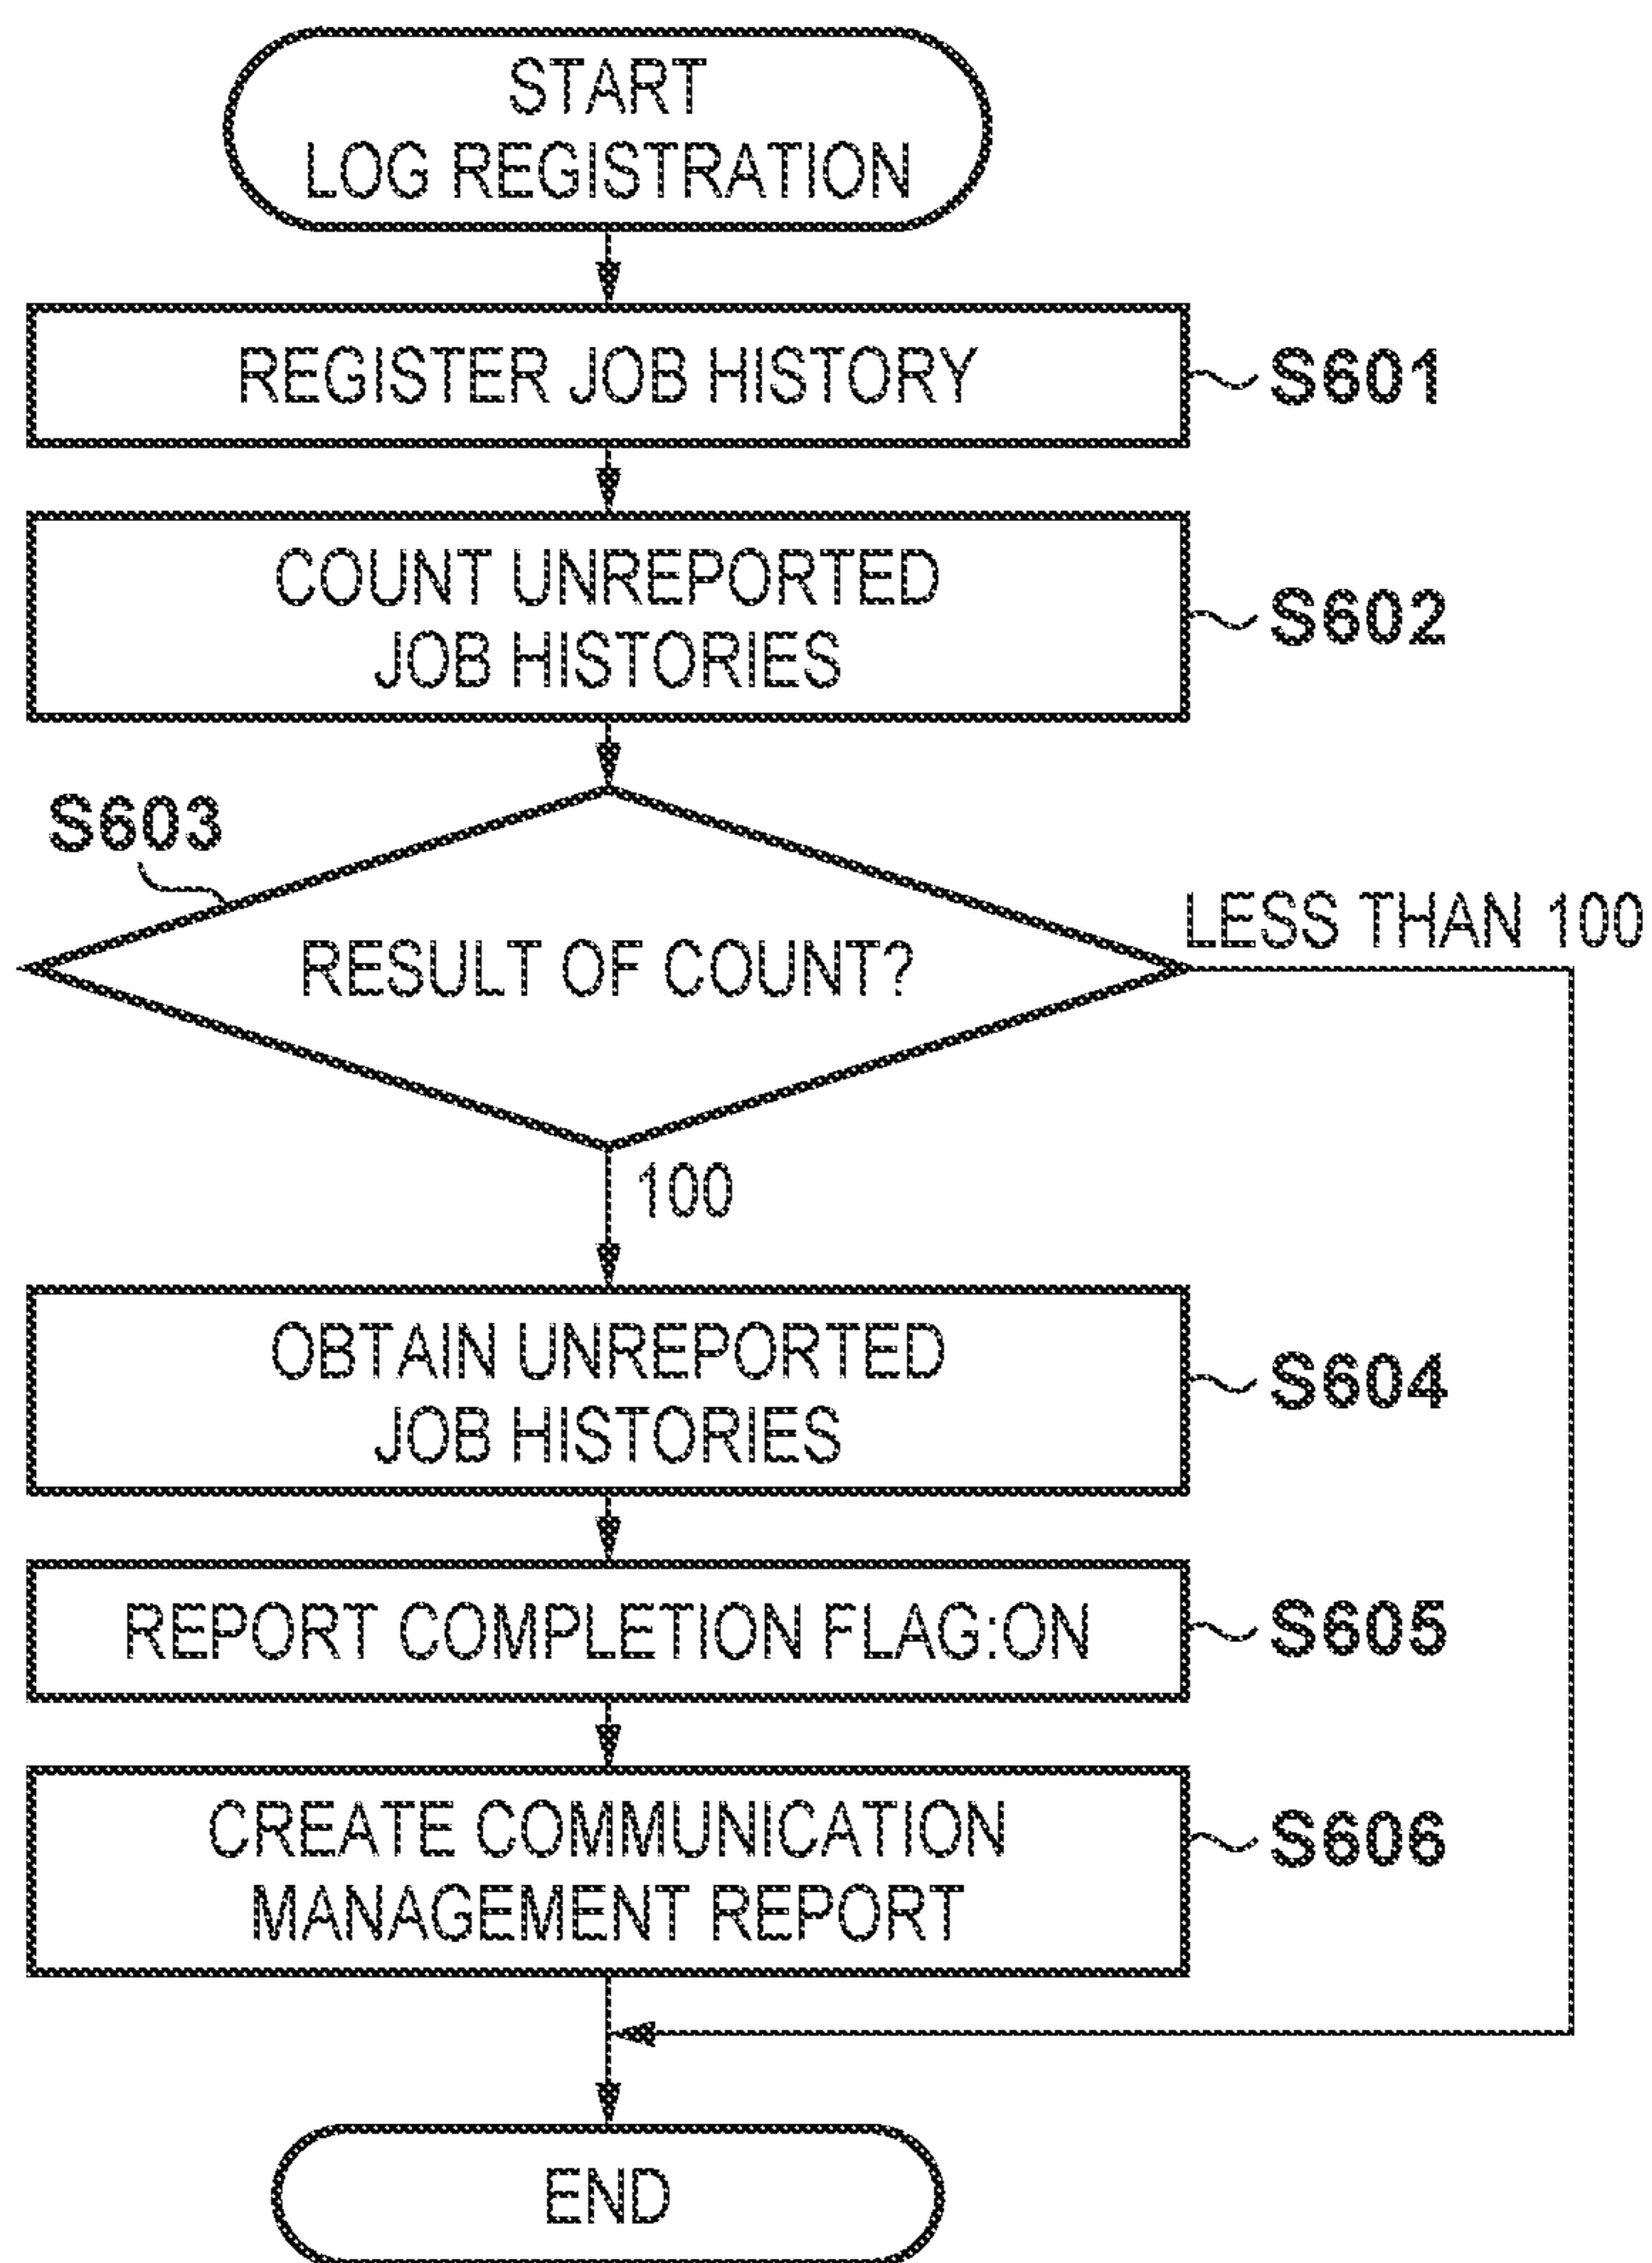 START
LOG REGISTRATION
REGISTER JOB HISTORY
S601
COUNT UNREPORTED
JOB HISTORIES
S602
S603
RESULT OF COUNT?
LESS THAN 100
100
OBTAIN UNREPORTED
JOB HISTORIES
S604
REPORT COMPLETION FLAG:ON
S605
CREATE COMMUNICATION
MANAGEMENT REPORT
S606
END